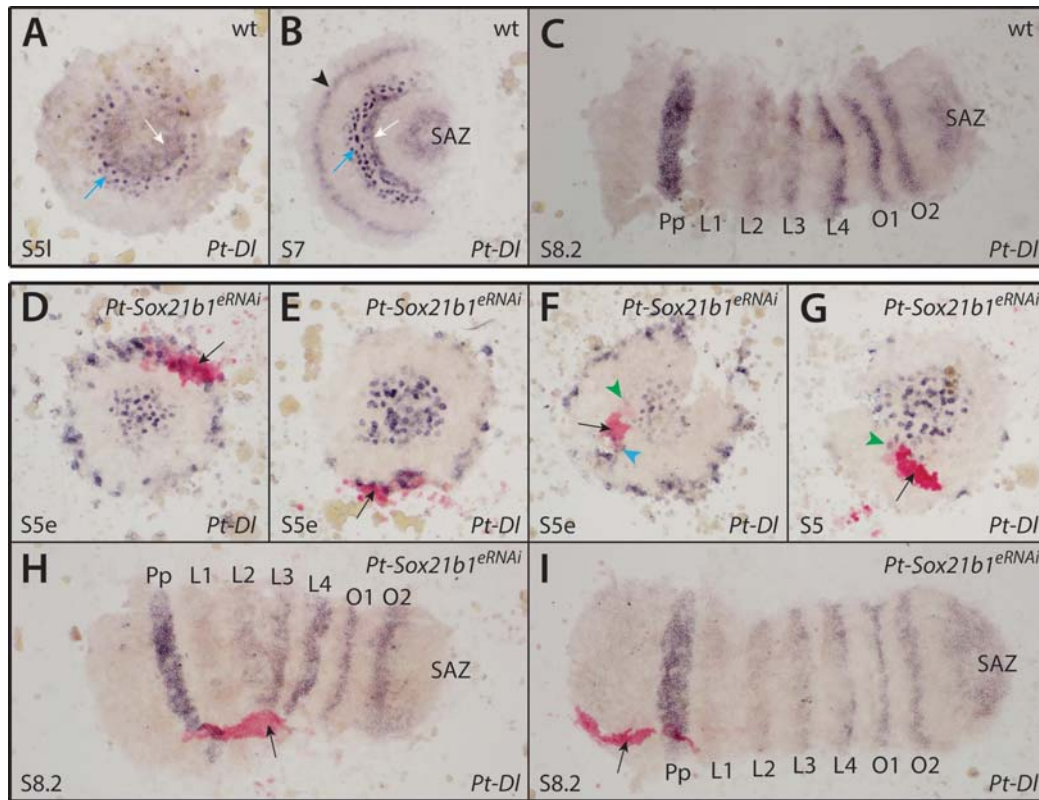 A wt
S5l Pt-Dl
B wt
SAZ
S7 Pt-Dl
C wt
SAZ
Pp L1 L2 L3 L4 O1 O2
S8.2 Pt-Dl
D Pt-Sox21b1eRNAi
S5e Pt-Dl
E Pt-Sox21b1eRNAi
S5e Pt-Dl
F Pt-Sox21b1eRNAi
S5e Pt-Dl
G Pt-Sox21b1eRNAi
S5 Pt-Dl
H Pt-Sox21b1eRNAi
Pp L1 L2 L3 L4 O1 O2
SAZ
S8.2 Pt-Dl
I Pt-Sox21b1eRNAi
SAZ
Pp L1 L2 L3 L4 O1 O2
S8.2 Pt-Dl